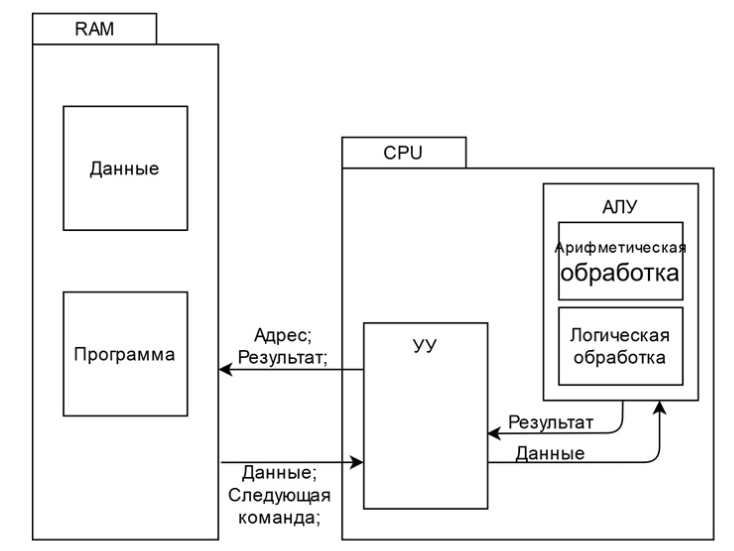 RAM
Данные
Программа
Адрес;
Результат;
Данные;
Следующая
команда;
CPU
УУ
АЛУ
Арифметическая
обработка
Логическая
обработка
Результат
Данные